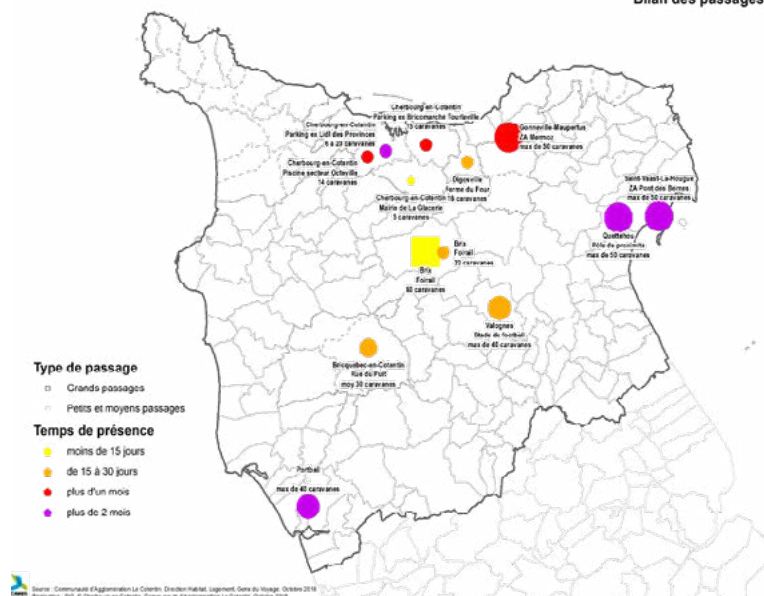 Bilan des passages
Cherbourg-en-Cotentin
Parking ex Bricomarché Tourlaville
15 caravanes
Cherbourg-en-Cotentin
Parking ex Lidl des Provinces
6 à 20 caravanes
Cherbourg-en-Cotentin
Piscine secteur Octeville
14 caravanes
Gonneville-Maupertus
ZA Mermoz
max de 50 caravanes
Digosville
Ferme du Four
caravanes
Cherbourg-en-Cotentin
Mairie de La Glacerie
5 caravanes
Saint-Vaast-La-Hougue
ZA Pont des Bernes
max de 50 caravanes
Quettehou
Pôle de proximité
max de 50 caravanes
Brix
Foirail
caravanes
Brix
Foirail
60 caravanes
Valognes
Stade de football
max de 40 caravanes
Bricquebec-en-Cotentin
Rue du Port
moy 30 caravanes
Portbail
max de 40 caravanes
Type de passage
Grands passages
Petits et moyens passages
Temps de présence
moins de 15 jours
de 15 à 30 jours
plus d'un mois
plus de 2 mois
Source : Communauté d'Agglomération Le Cotentin, Direction Habitat, Logement, Gens du Voyage, Octobre 2018